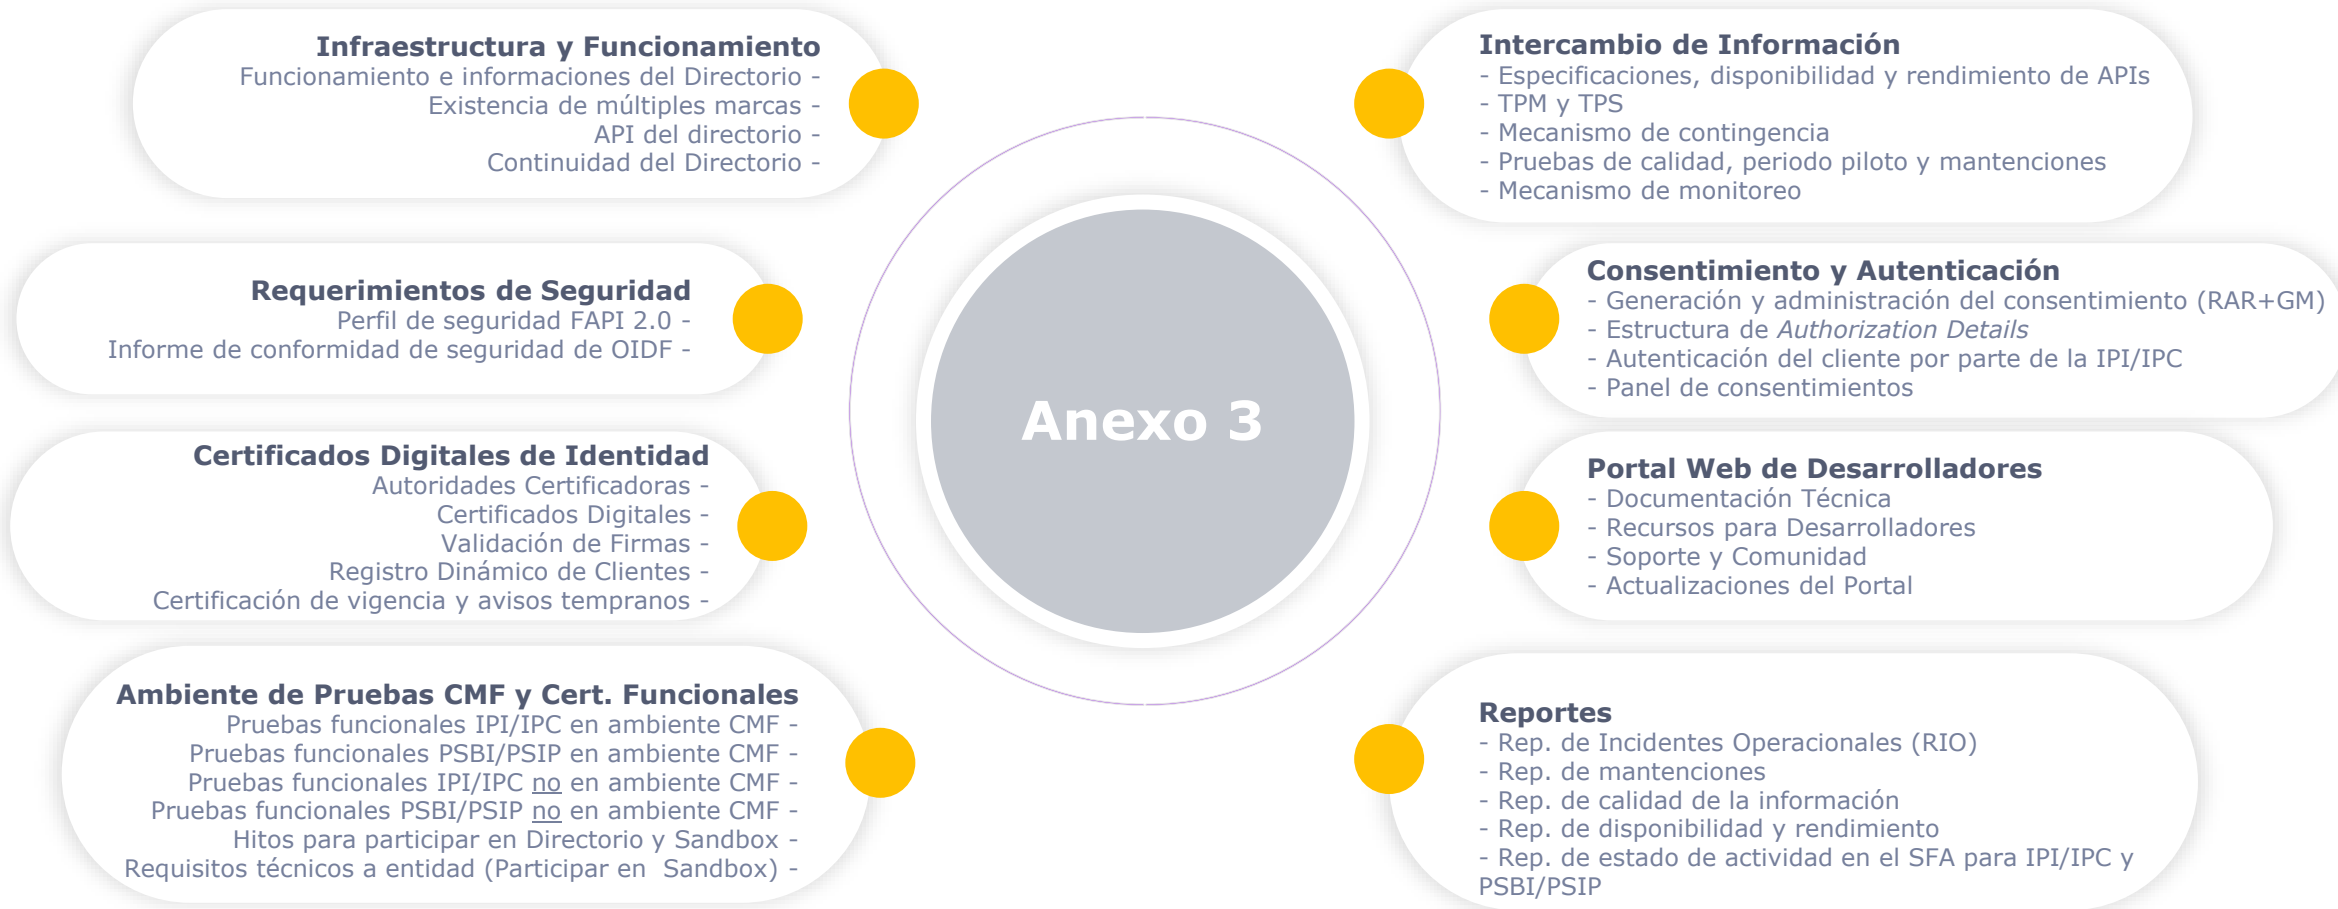 Infraestructura y Funcionamiento
Funcionamiento e informaciones del Directorio -
Existencia de múltiples marcas -
API del directorio -
Continuidad del Directorio -
Requerimientos de Seguridad
Perfil de seguridad FAPI 2.0 -
Informe de conformidad de seguridad de OIDF -
Certificados Digitales de Identidad
Autoridades Certificadoras -
Certificados Digitales -
Validación de Firmas -
Registro Dinámico de Clientes -
Certificación de vigencia y avisos tempranos -
Ambiente de Pruebas CMF y Cert. Funcionales
Pruebas funcionales IPI/IPC en ambiente CMF -
Pruebas funcionales PSBI/PSIP en ambiente CMF -
Pruebas funcionales IPI/IPC no en ambiente CMF -
Pruebas funcionales PSBI/PSIP no en ambiente CMF -
Hitos para participar en Directorio y Sandbox -
Requisitos técnicos a entidad (Participar en Sandbox) -
Anexo 3
Intercambio de Información
- Especificaciones, disponibilidad y rendimiento de APIs
- TPM y TPS
- Mecanismo de contingencia
- Pruebas de calidad, periodo piloto y mantenciones
- Mecanismo de monitoreo
Consentimiento y Autenticación
- Generación y administración del consentimiento (RAR+GM)
- Estructura de Authorization Details
- Autenticación del cliente por parte de la IPI/IPC
- Panel de consentimientos
Portal Web de Desarrolladores
- Documentación Técnica
- Recursos para Desarrolladores
- Soporte y Comunidad
- Actualizaciones del Portal
Reportes
- Rep. de Incidentes Operacionales (RIO)
- Rep. de mantenciones
- Rep. de calidad de la información
- Rep. de disponibilidad y rendimiento
- Rep. de estado de actividad en el SFA para IPI/IPC y
PSBI/PSIP